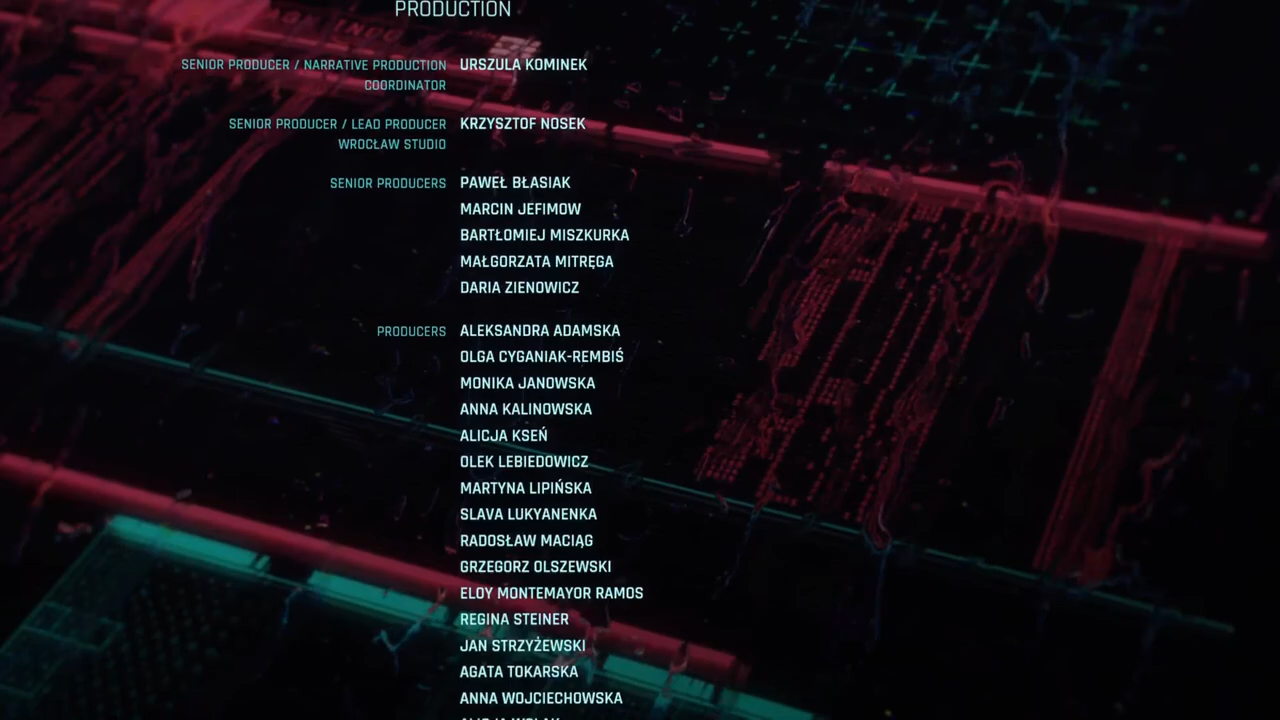 PRODUCTION
SENIOR PRODUCER / NARRATIVE PRODUCTION COORDINATOR URSZULA KOMINEK
SENIOR PRODUCER / LEAD PRODUCER WROCŁAW STUDIO KRZYSZTOF NOSEK
SENIOR PRODUCERS PAWEŁ BŁASIAK
MARCIN JEFIMOW
BARTŁOMIEJ MISZKURKA
MAŁGORZATA MITRĘGA
DARIA ZIENOWICZ
PRODUCERS ALEKSANDRA ADAMSKA
OLGA CYGANIAK-REMBIŚ
MONIKA JANOWSKA
ANNA KALINOWSKA
ALICJA KSEŃ
OLEK LEBIEDOWICZ
MARTYNA LIPIŃSKA
SLAVA LUKYANENKA
RADOSŁAW MACIĄG
GRZEGORZ OLSZEWSKI
ELOY MONTEMAYOR RAMOS
REGINA STEINER
JAN STRZYŻEWSKI
AGATA TOKARSKA
ANNA WOJCIECHOWSKA